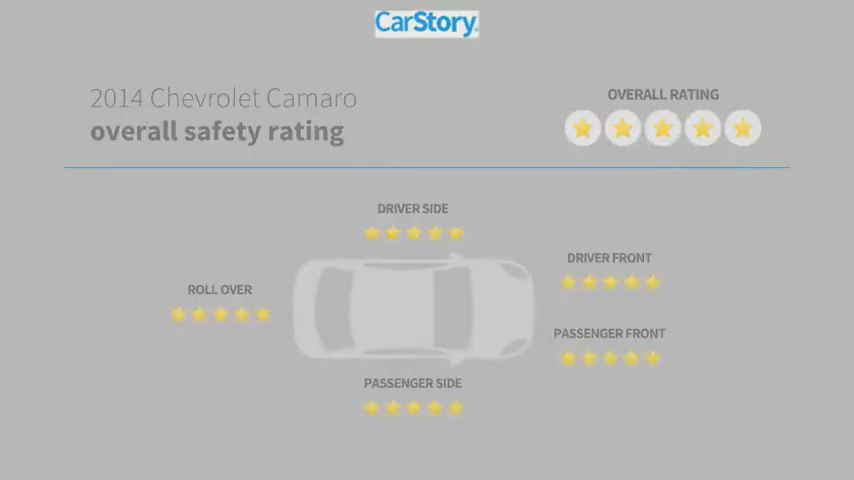 CarStory
2014 Chevrolet Camaro
overall safety rating
OVERALL RATING
DRIVER SIDE
DRIVER FRONT
ROLL OVER
PASSENGER FRONT
PASSENGER SIDE